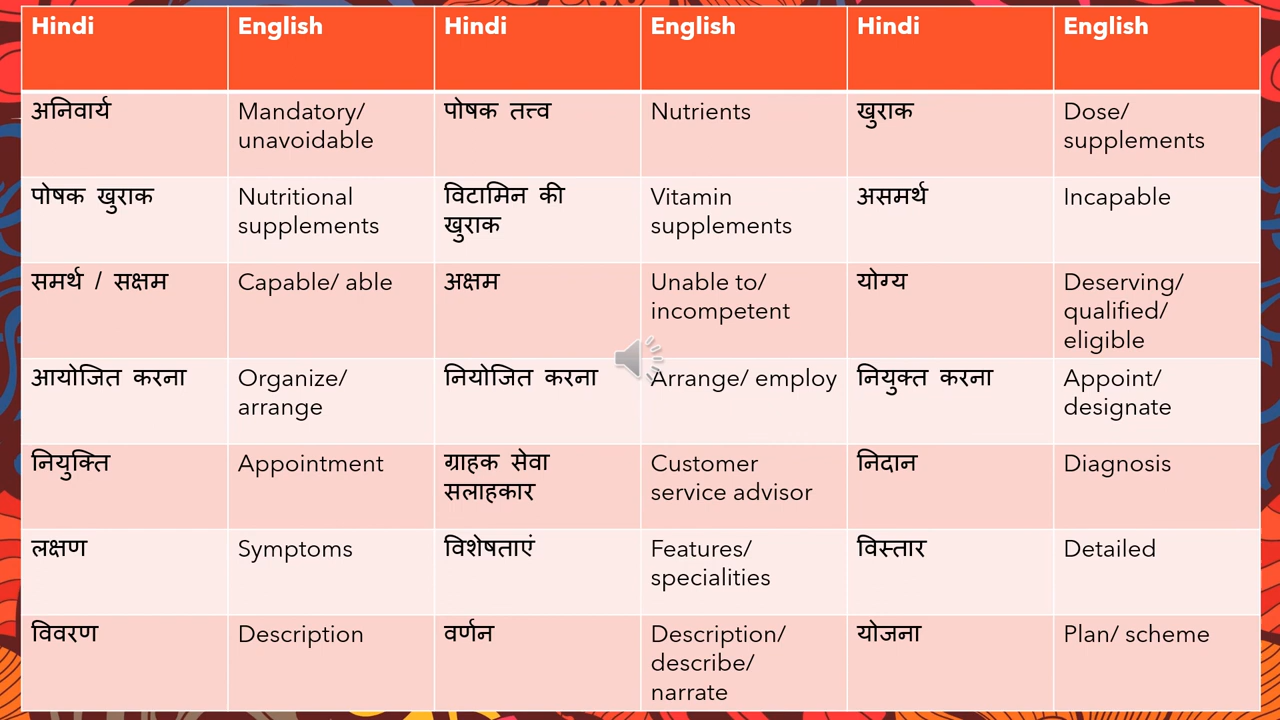 Hindi English Hindi English Hindi English
अनिवार्य Mandatory/ पोषक तत्त्व Nutrients खुराक Dose/
unavoidable supplements
पोषक खुराक Nutritional विटामिन की Vitamin असमर्थ Incapable
supplements खुराक supplements
समर्थ / सक्षम Capable/ able अक्षम Unable to/ योग्य Deserving/
incompetent qualified/
eligible
आयोजित करना Organize/ नियोजित करना Arrange/ employ नियुक्त करना Appoint/
arrange designate
नियुक्ति Appointment ग्राहक सेवा Customer निदान Diagnosis
सलाहकार service advisor
लक्षण Symptoms विशेषताएं Features/ विस्तार Detailed
specialities
विवरण Description वर्णन Description/ योजना Plan/ scheme
describe/
narrate